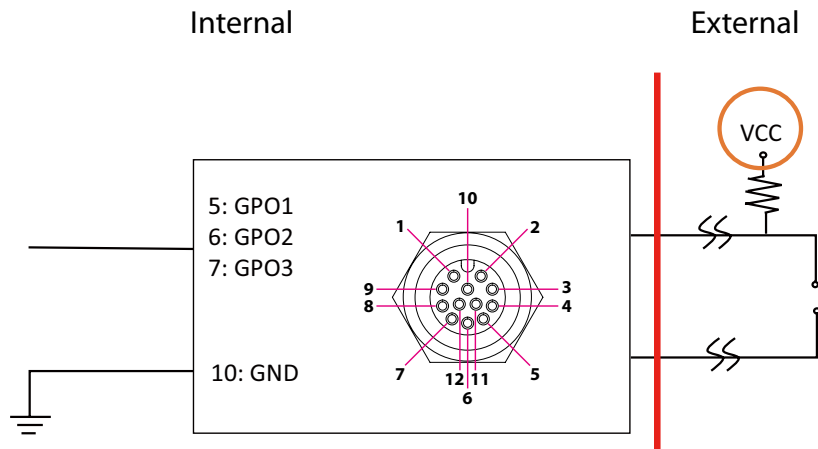 Internal
External
VCC
5: GPO1
6: GPO2
7: GPO3
10
1
2
9
3
8
4
7
12
11
5
6
10: GND